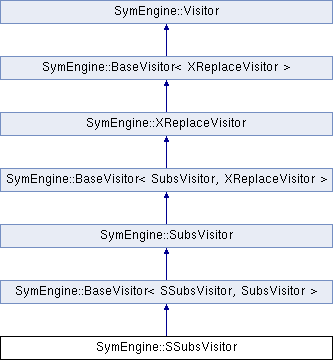 SymEngine::Visitor
SymEngine::BaseVisitor< XReplaceVisitor >
SymEngine::XReplaceVisitor
SymEngine::BaseVisitor< SubsVisitor, XReplaceVisitor >
SymEngine::SubsVisitor
SymEngine::BaseVisitor< SSubsVisitor, SubsVisitor >
SymEngine::SSubsVisitor